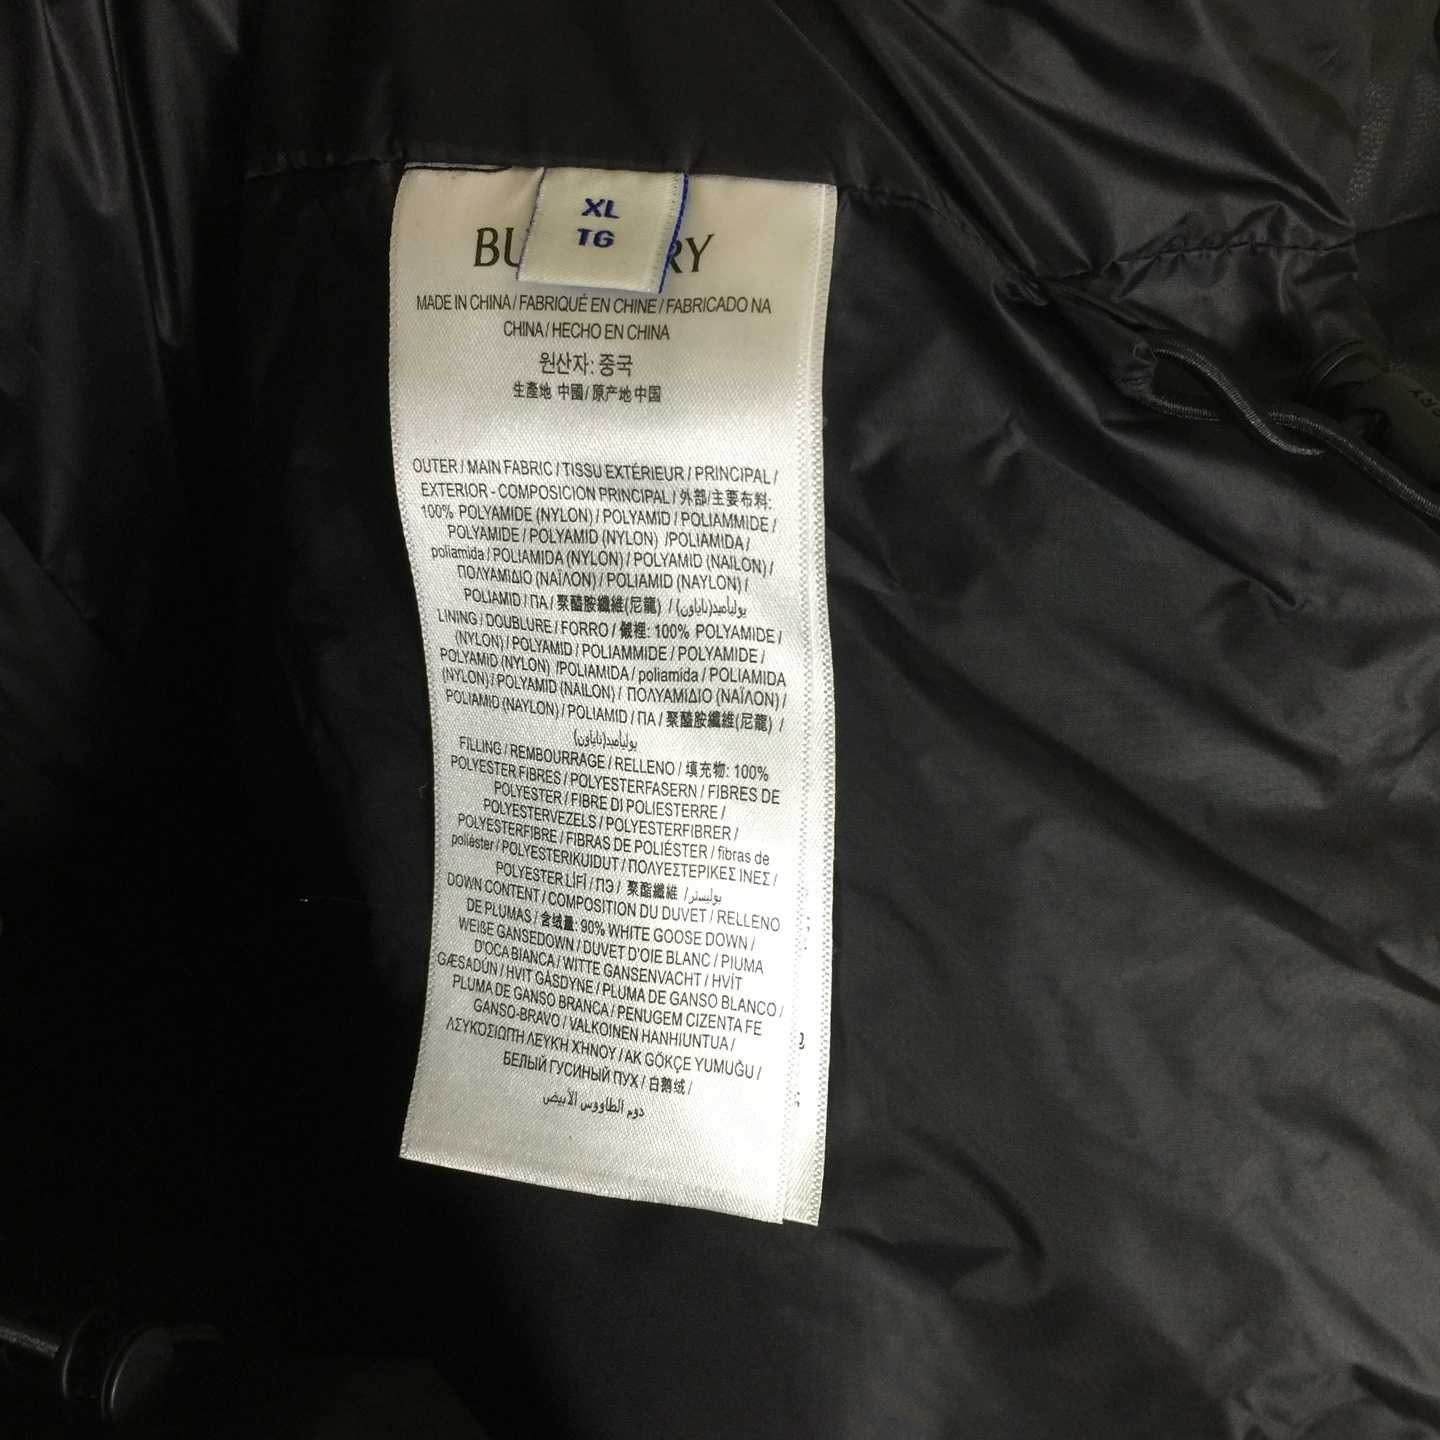 XL
TG
BU RY
MADE IN CHINA / FABRIQUÉ EN CHINE / FABRICADO NA
CHINA / HECHO EN CHINA
원산자: 중국
生產地 中國 / 原产地 中国
OUTER / MAIN FABRIC / TISSU EXTÉRIEUR / PRINCIPAL /
EXTERIOR - COMPOSICION PRINCIPAL / 外部/主要布料:
100% POLYAMIDE (NYLON) / POLYAMID / POLIAMMIDE /
POLYAMIDE / POLYAMID (NYLON) /POLIAMIDA /
poliamida / POLIAMIDA (NYLON) / POLYAMID (NAILON) /
ΠΟΛΥΑΜΙΔΙΟ (ΝΑΪΛΟΝ) / POLIAMID (NAYLON) /
POLIAMID / ПА / 聚醯胺纖維(尼龍) / يوليأميد(نايلون)
LINING / DOUBLURE / FORRO / 襯裡: 100% POLYAMIDE /
(NYLON) / POLYAMID / POLIAMMIDE / POLYAMIDE /
POLYAMID (NYLON) /POLIAMIDA / poliamida / POLIAMIDA
(NYLON) / POLYAMID (NAILON) / ΠΟΛΥΑΜΙΔΙΟ (ΝΑΪΛΟΝ) /
POLIAMID (NAYLON) / POLIAMID / ПА / 聚醯胺纖維(尼龍) /
يوليأميد(نايلون)
FILLING / REMBOURRAGE / RELLENO / 填充物: 100%
POLYESTER FIBRES / POLYESTERFASERN / FIBRES DE
POLYESTER / FIBRE DI POLIESTERRE /
POLYESTERVEZELS / POLYESTERFIBRER /
POLYESTERFIBRE / FIBRAS DE POLIÉSTER / fibras de
poliéster / POLYESTERIKUIDUT / ΠΟΛΥΕΣΤΕΡΙΚΕΣ ΙΝΕΣ /
POLYESTER LİFİ / ПЭ / 聚酯纖維 / يوليستر
DOWN CONTENT / COMPOSITION DU DUVET / RELLENO
DE PLUMAS / 含绒量: 90% WHITE GOOSE DOWN /
WEIßE GANSEDOWN / DUVET D'OIE BLANC / PIUMA
D'OCA BIANCA / WITTE GANSENVACHT / HVÍT
GÆSADÚN / HVIT GÅSDYNE / PLUMA DE GANSO BLANCO /
PLUMA DE GANSO BRANCA / PENUGEM CIZENTA FE
GANSO-BRAVO / VALKOINEN HANHIUNTUA /
ΛΕΥΚΗ ΧΗΝΟΥ / AK GÖKÇE YUMUĞU /
БЕЛЫЙ ГУСИНЫЙ ПУХ / 白鹅绒 /
دوم الطاووس الأبيض